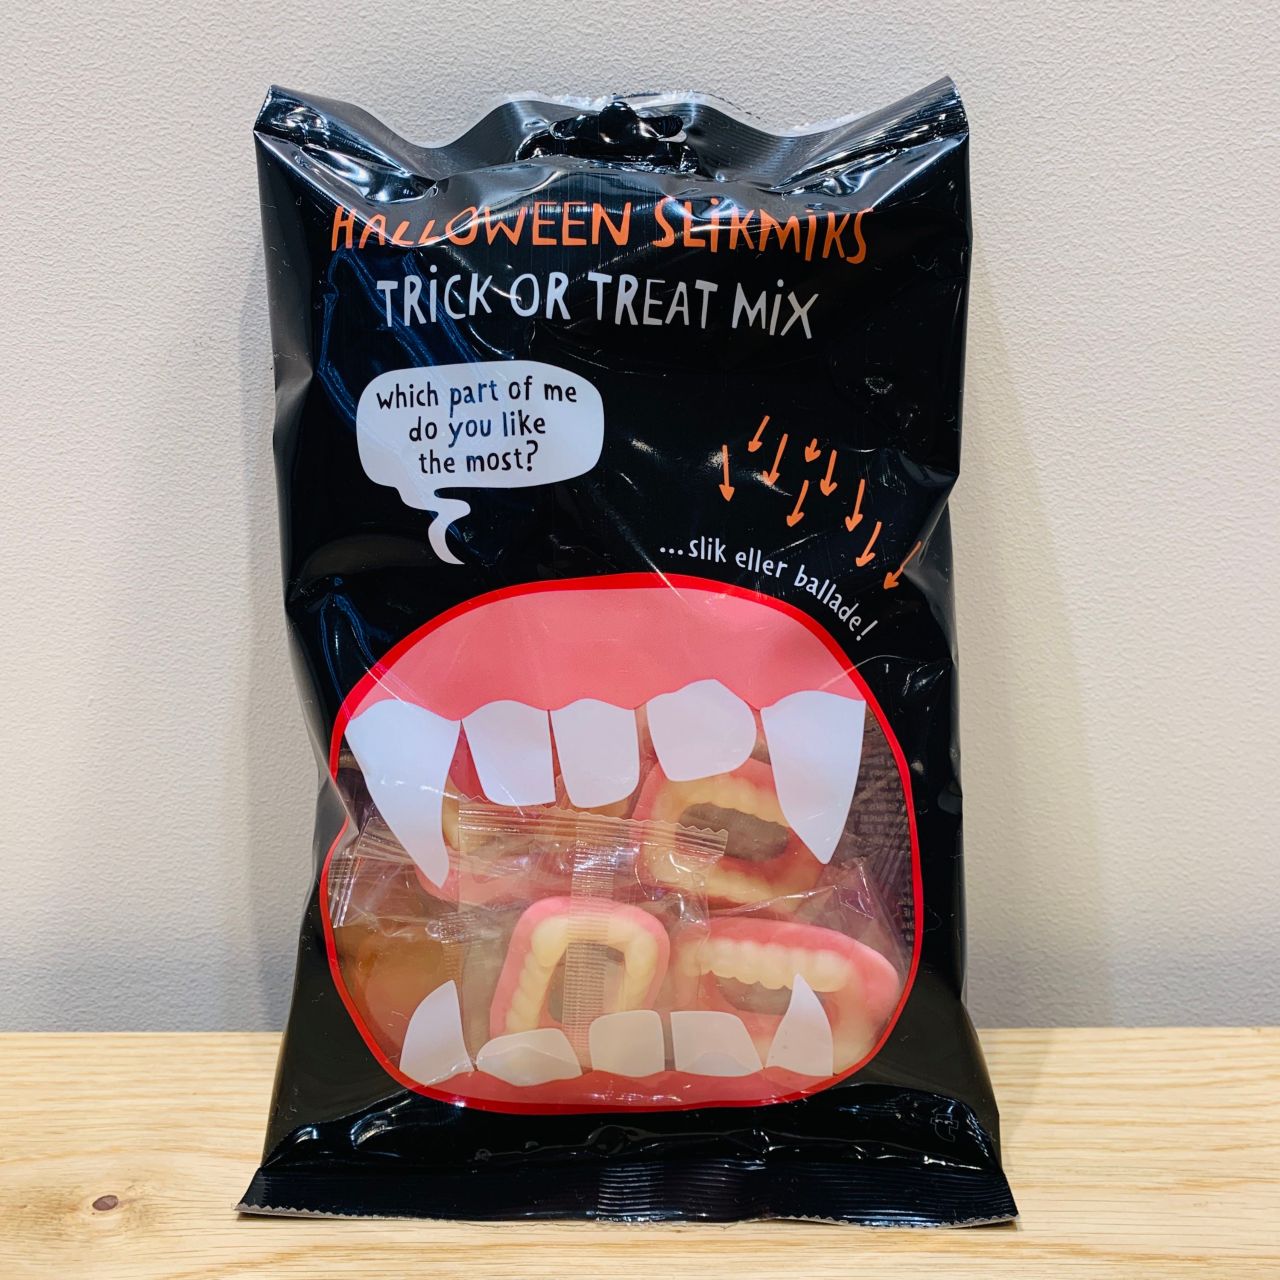 HALLOWEEN SLIKMIKS
TRICK OR TREAT MIX
which part of me
do you like
the most?
...slik eller ballade!